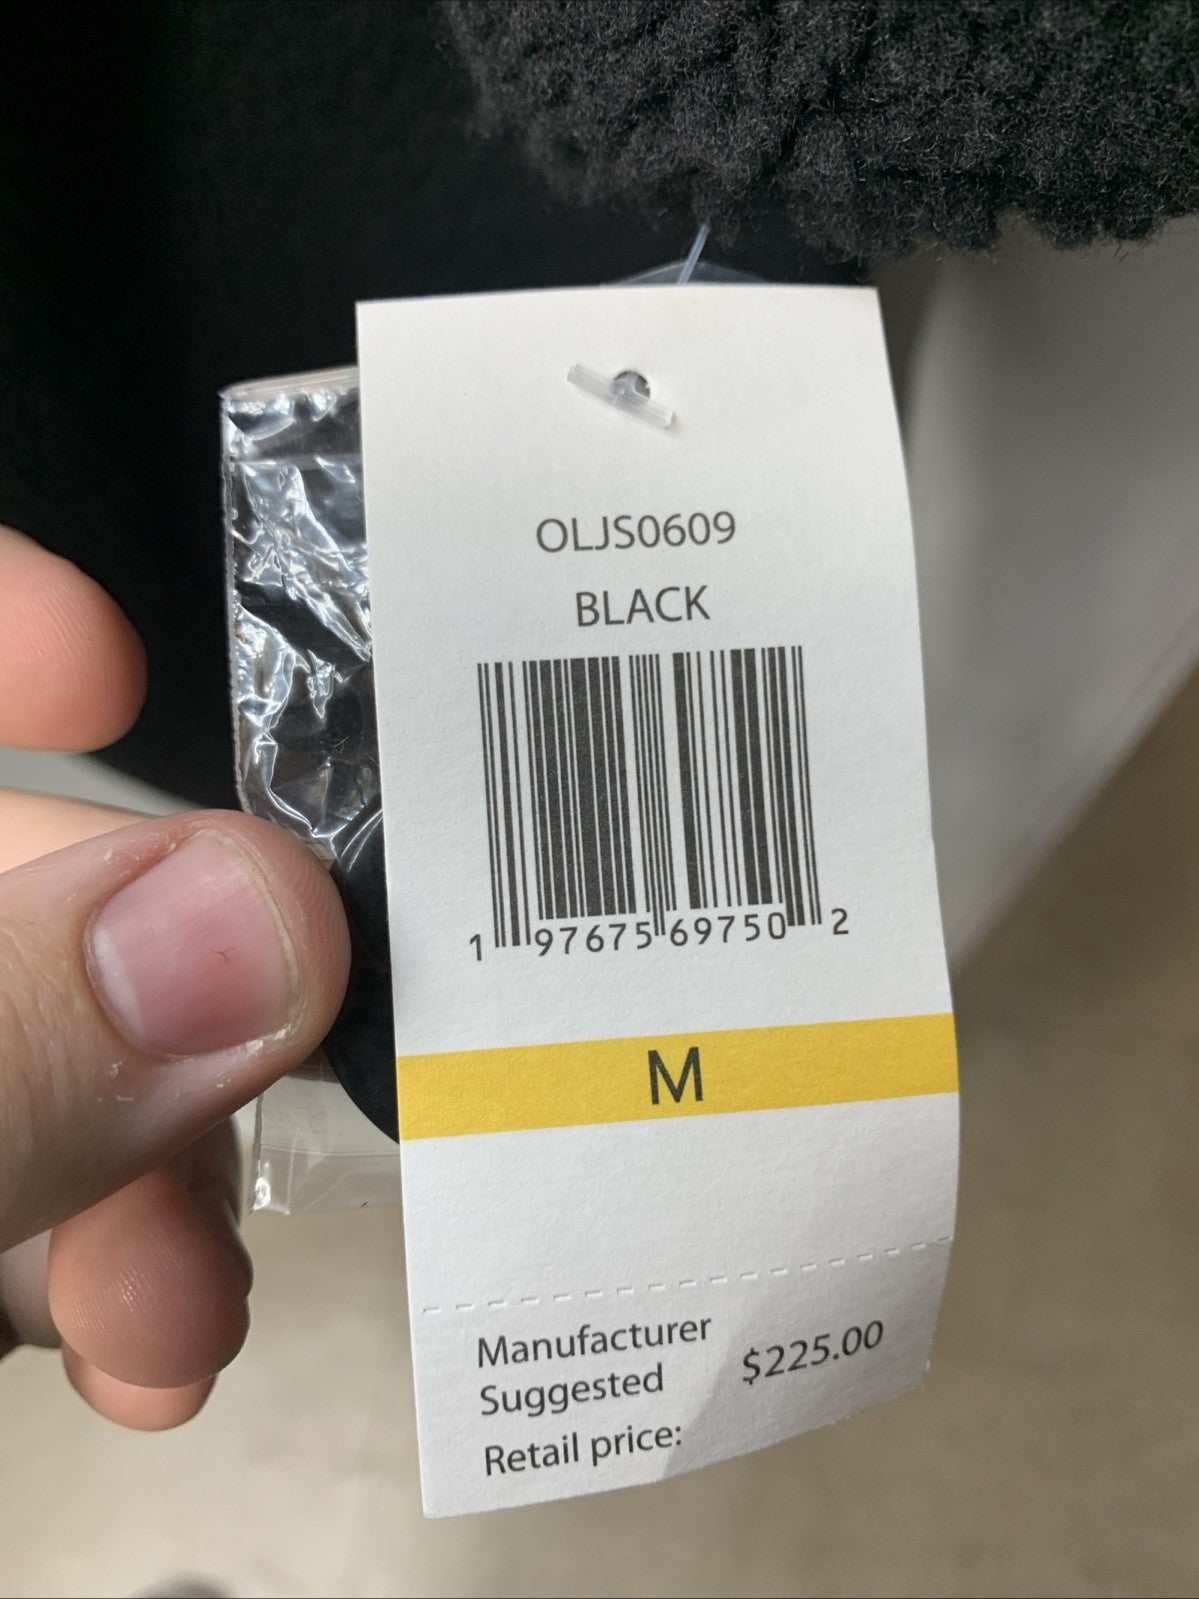 OLJS0609
BLACK
1 97675 69750 2
M
Manufacturer
Suggested
Retail price:
$225.00